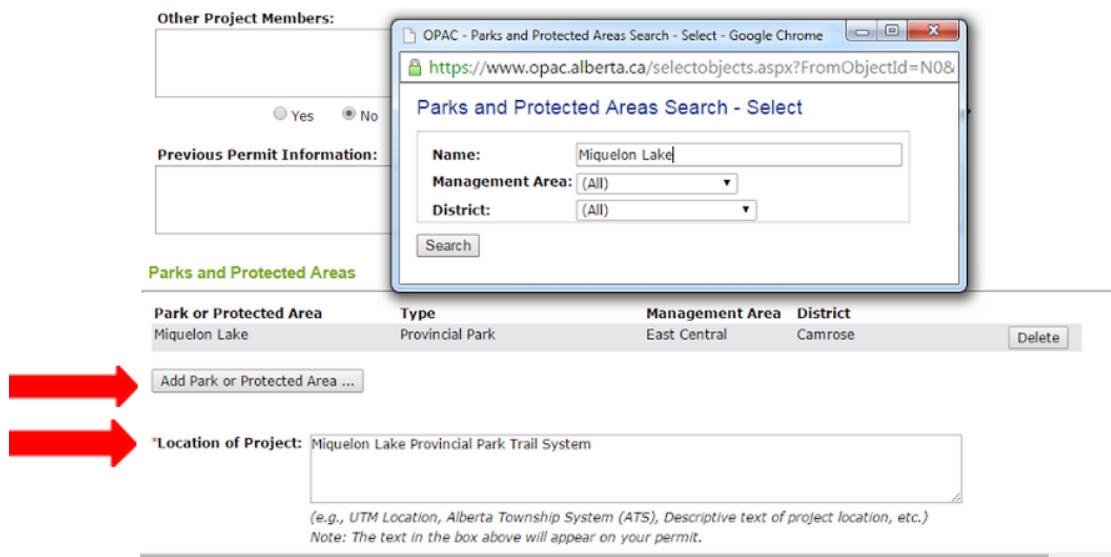 Other Project Members:
OPAC - Parks and Protected Areas Search - Select - Google Chrome
https://www.opac.alberta.ca/selectobjects.aspx?FromObjectId=N0&
Parks and Protected Areas Search - Select
Yes No
Name: Miquelon Lake
Previous Permit Information:
Management Area: (All)
District: (All)
Search
Parks and Protected Areas
Park or Protected Area Type Management Area District
Miquelon Lake Provincial Park East Central Camrose Delete
Add Park or Protected Area ...
*Location of Project: Miquelon Lake Provincial Park Trail System
(e.g., UTM Location, Alberta Township System (ATS), Descriptive text of project location, etc.)
Note: The text in the box above will appear on your permit.